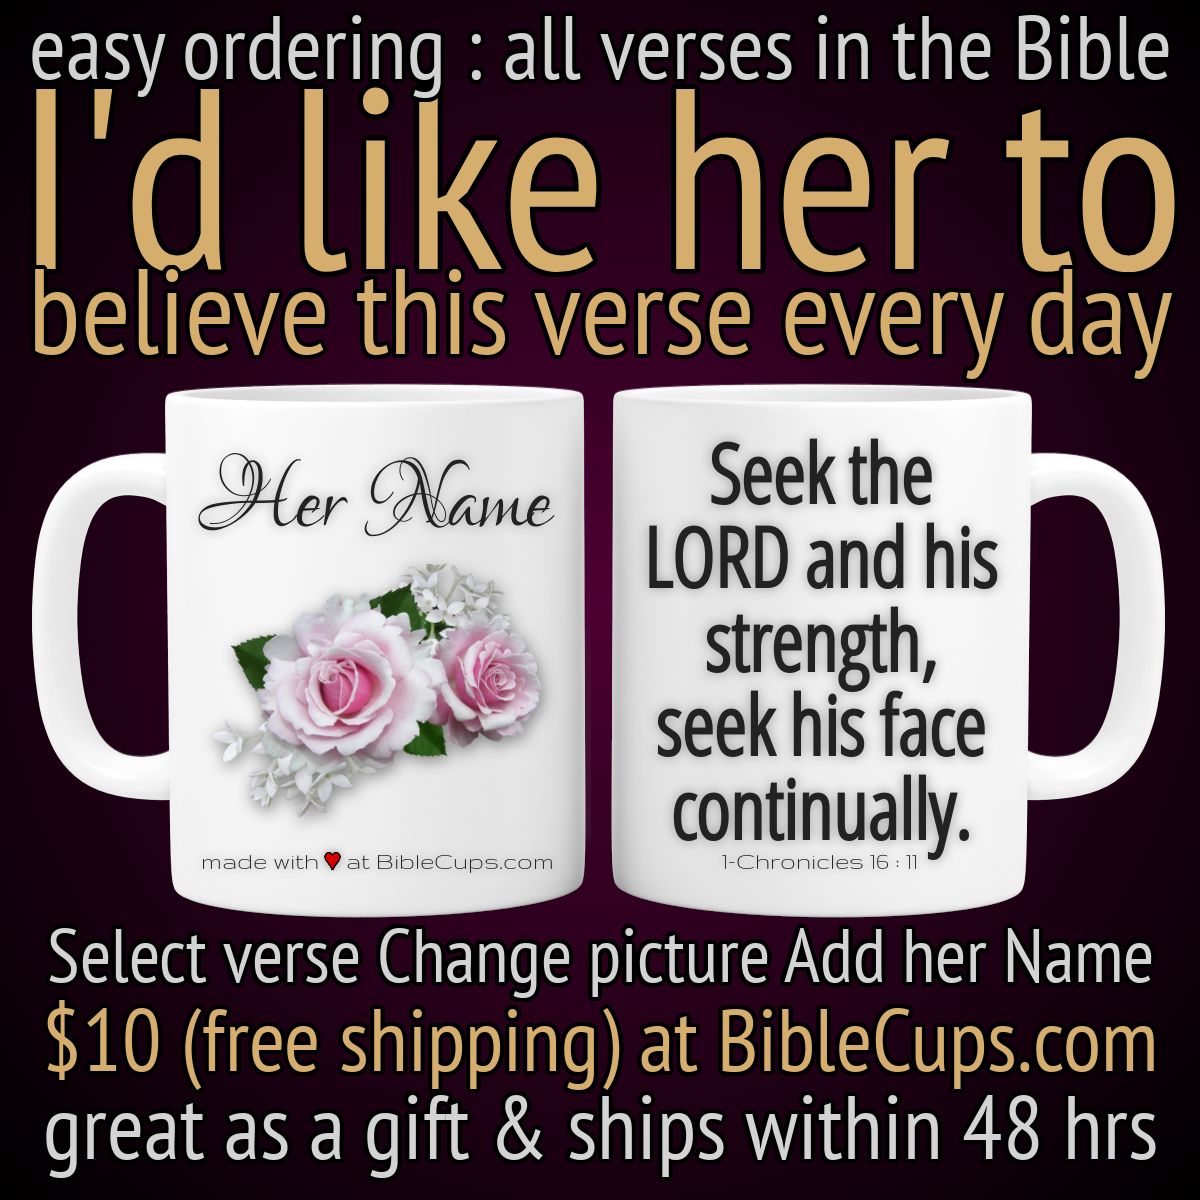 easy ordering : all verses in the Bible
I'd like her to
believe this verse every day
Her Name
made with ❤ at BibleCups.com
Seek the
LORD and his
strength,
seek his face
continually.
1-Chronicles 16 : 11
Select verse Change picture Add her Name
$10 (free shipping) at BibleCups.com
great as a gift & ships within 48 hrs